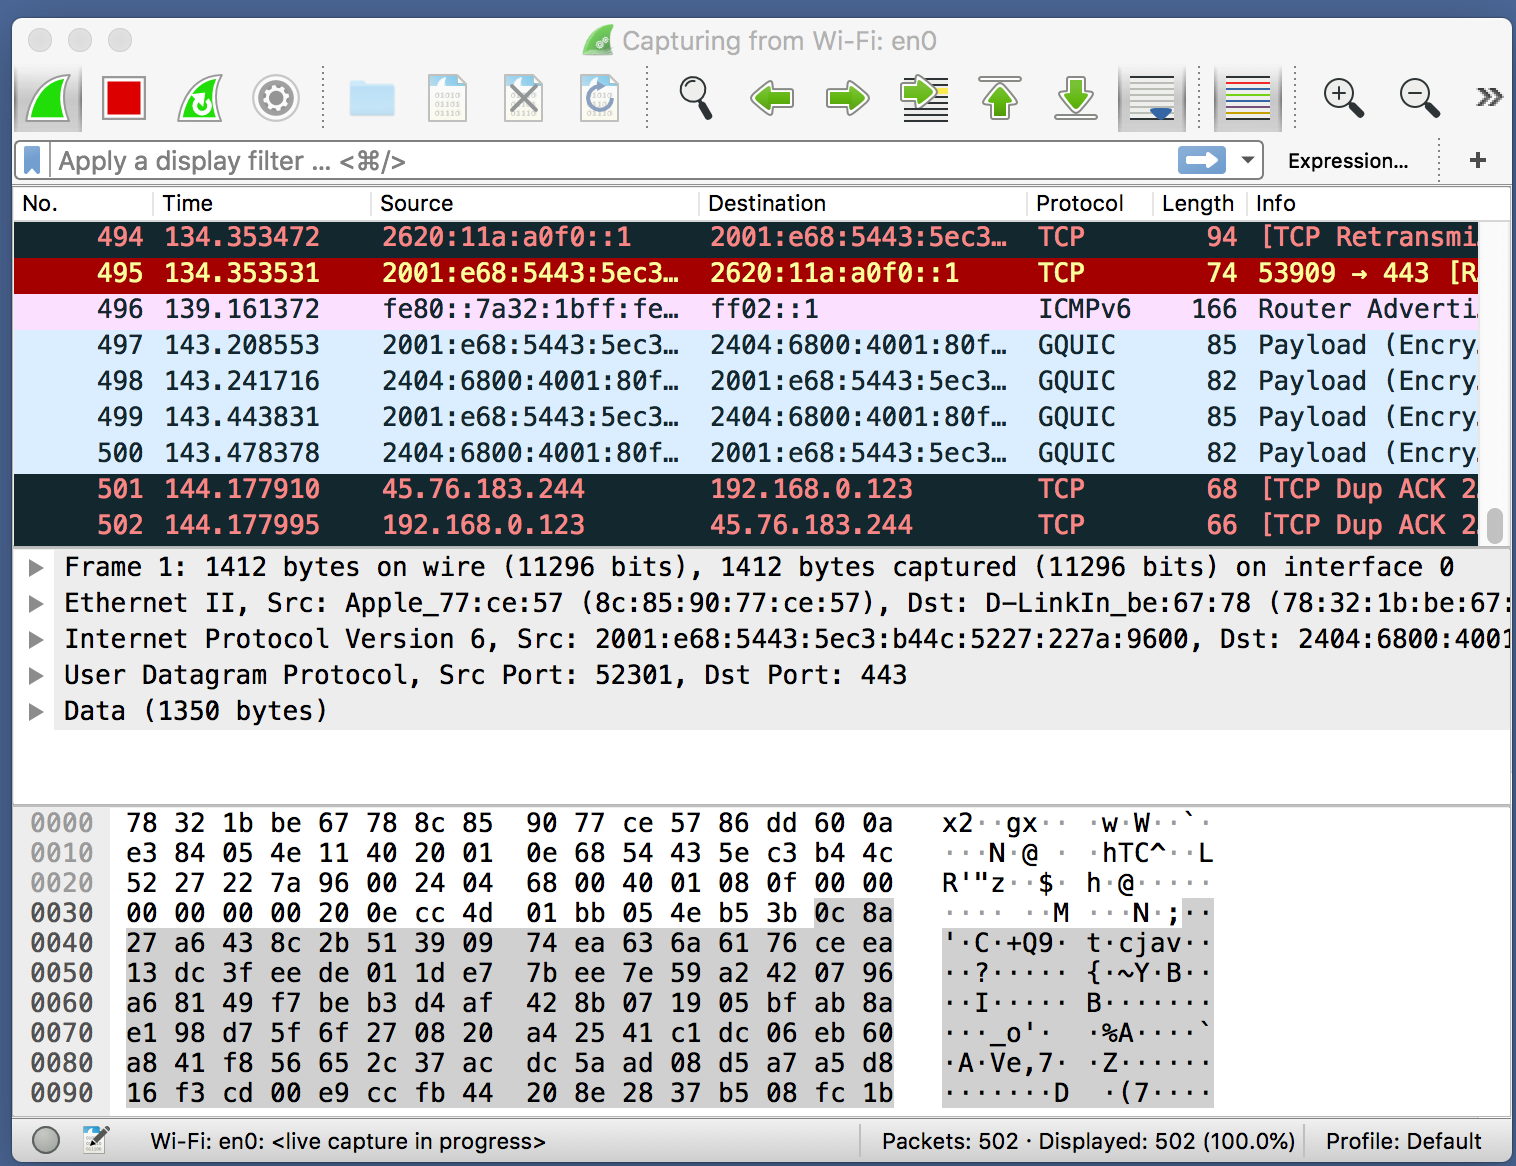 Capturing from Wi-Fi: en0
Apply a display filter ... <⌘/>
Expression...
+
No. Time Source Destination Protocol Length Info
494 134.353472 2620:11a:a0f0::1 2001:e68:5443:5ec3… TCP 94 [TCP Retransmi
495 134.353531 2001:e68:5443:5ec3… 2620:11a:a0f0::1 TCP 74 53909 → 443 [R
496 139.161372 fe80::7a32:1bff:fe… ff02::1 ICMPv6 166 Router Adverti
497 143.208553 2001:e68:5443:5ec3… 2404:6800:4001:80f… GQUIC 85 Payload (Encry
498 143.241716 2404:6800:4001:80f… 2001:e68:5443:5ec3… GQUIC 82 Payload (Encry
499 143.443831 2001:e68:5443:5ec3… 2404:6800:4001:80f… GQUIC 85 Payload (Encry
500 143.478378 2404:6800:4001:80f… 2001:e68:5443:5ec3… GQUIC 82 Payload (Encry
501 144.177910 45.76.183.244 192.168.0.123 TCP 68 [TCP Dup ACK 2
502 144.177995 192.168.0.123 45.76.183.244 TCP 66 [TCP Dup ACK 2
Frame 1: 1412 bytes on wire (11296 bits), 1412 bytes captured (11296 bits) on interface 0
Ethernet II, Src: Apple_77:ce:57 (8c:85:90:77:ce:57), Dst: D-LinkIn_be:67:78 (78:32:1b:be:67:
Internet Protocol Version 6, Src: 2001:e68:5443:5ec3:b44c:5227:227a:9600, Dst: 2404:6800:4001
User Datagram Protocol, Src Port: 52301, Dst Port: 443
Data (1350 bytes)
0000 78 32 1b be 67 78 8c 85 90 77 ce 57 86 dd 60 0a x2··gx·· ·w·W··`·
0010 e3 84 05 4e 11 40 20 01 0e 68 54 43 5e c3 b4 4c ···N·@ · ·hTC^··L
0020 52 27 22 7a 96 00 24 04 68 00 40 01 08 0f 00 00 R'"z··$· h·@·····
0030 00 00 00 00 20 0e cc 4d 01 bb 05 4e b5 3b 0c 8a ···· ··M ···N·;··
0040 27 a6 43 8c 2b 51 39 09 74 ea 63 6a 61 76 ce ea '·C·+Q9· t·cjav··
0050 13 dc 3f ee de 01 1d e7 7b ee 7e 59 a2 42 07 96 ··?····· {·~Y·B··
0060 a6 81 49 f7 be b3 d4 af 42 8b 07 19 05 bf ab 8a ··I····· B·······
0070 e1 98 d7 5f 6f 27 08 20 a4 25 41 c1 dc 06 eb 60 ···_o'·  ·%A····`
0080 a8 41 f8 56 65 2c 37 ac dc 5a ad 08 d5 a7 a5 d8 ·A·Ve,7· ·Z······
0090 16 f3 cd 00 e9 cc fb 44 20 8e 28 37 b5 08 fc 1b ·······D  ·(7····
Wi-Fi: en0: <live capture in progress>
Packets: 502 · Displayed: 502 (100.0%)
Profile: Default